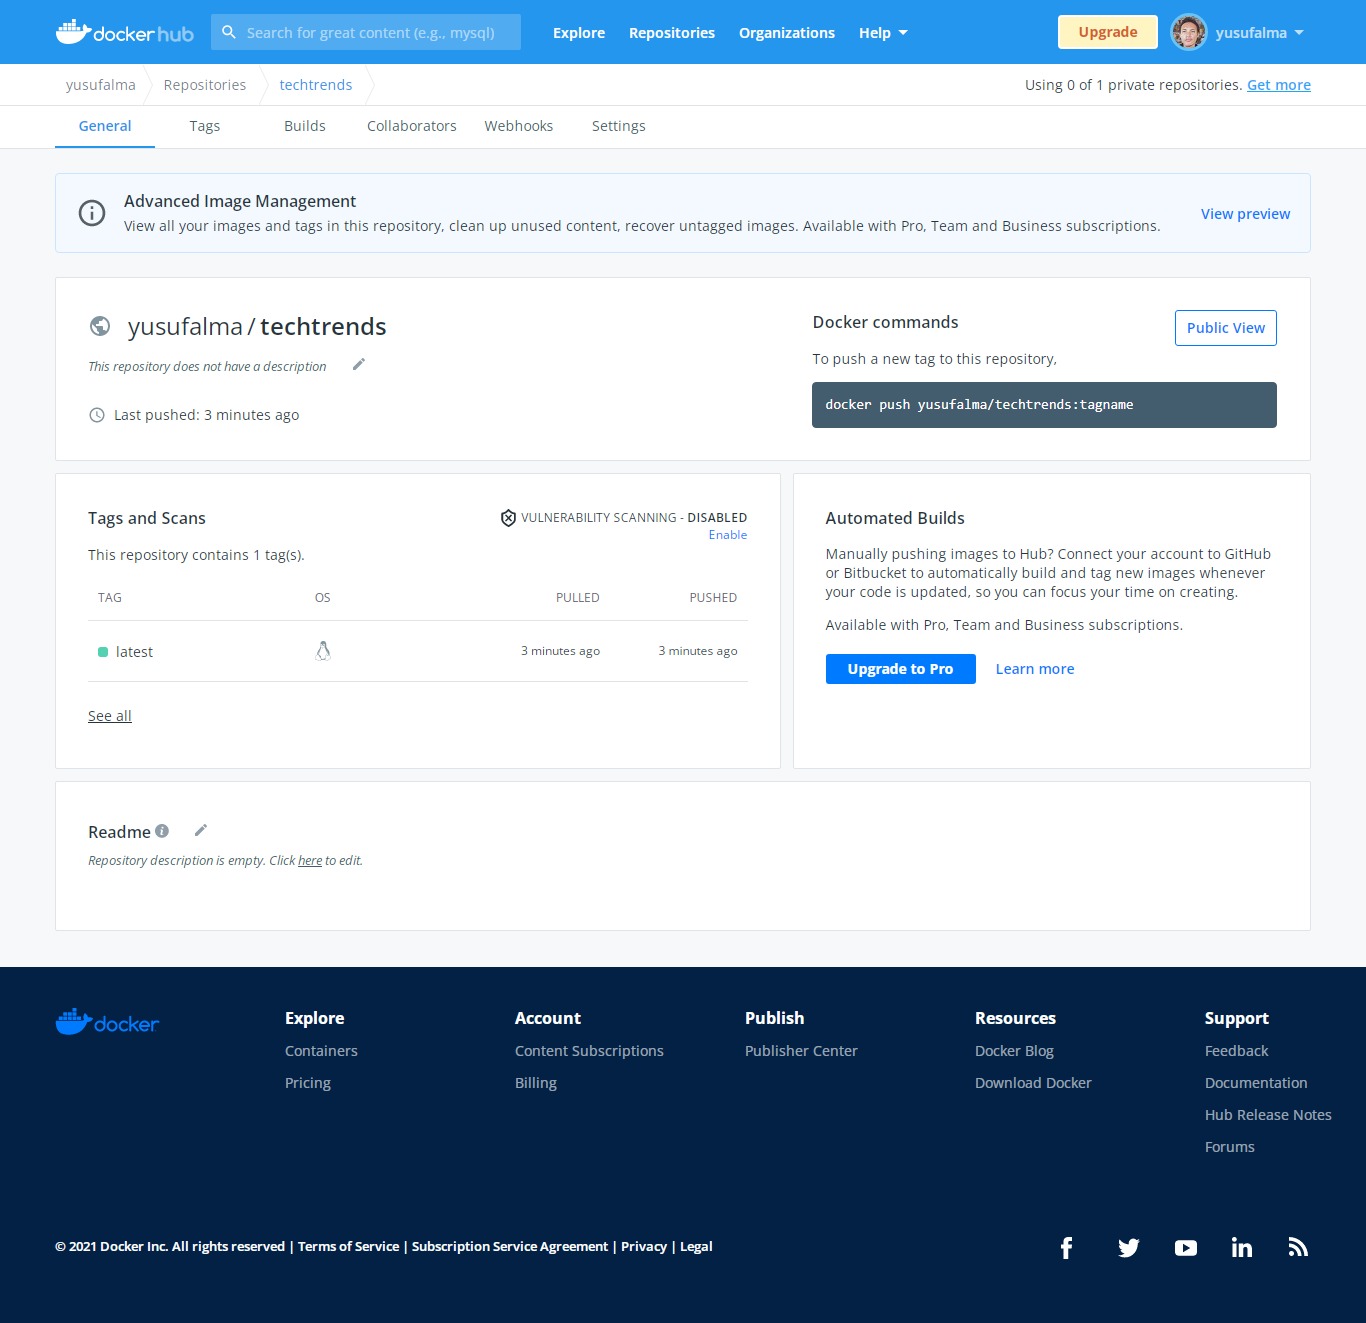 docker hub
Search for great content (e.g., mysql)
Explore
Repositories
Organizations
Help
Upgrade
yusufalma
yusufalma
Repositories
techtrends
Using 0 of 1 private repositories. Get more
General
Tags
Builds
Collaborators
Webhooks
Settings
Advanced Image Management
View all your images and tags in this repository, clean up unused content, recover untagged images. Available with Pro, Team and Business subscriptions.
View preview
yusufalma / techtrends
This repository does not have a description
Last pushed: 3 minutes ago
Docker commands
Public View
To push a new tag to this repository,
docker push yusufalma/techtrends:tagname
Tags and Scans
VULNERABILITY SCANNING - DISABLED
Enable
This repository contains 1 tag(s).
TAG OS PULLED PUSHED
latest 3 minutes ago 3 minutes ago
See all
Automated Builds
Manually pushing images to Hub? Connect your account to GitHub
or Bitbucket to automatically build and tag new images whenever
your code is updated, so you can focus your time on creating.
Available with Pro, Team and Business subscriptions.
Upgrade to Pro
Learn more
Readme
Repository description is empty. Click here to edit.
docker
Explore
Containers
Pricing
Account
Content Subscriptions
Billing
Publish
Publisher Center
Resources
Docker Blog
Download Docker
Support
Feedback
Documentation
Hub Release Notes
Forums
© 2021 Docker Inc. All rights reserved | Terms of Service | Subscription Service Agreement | Privacy | Legal